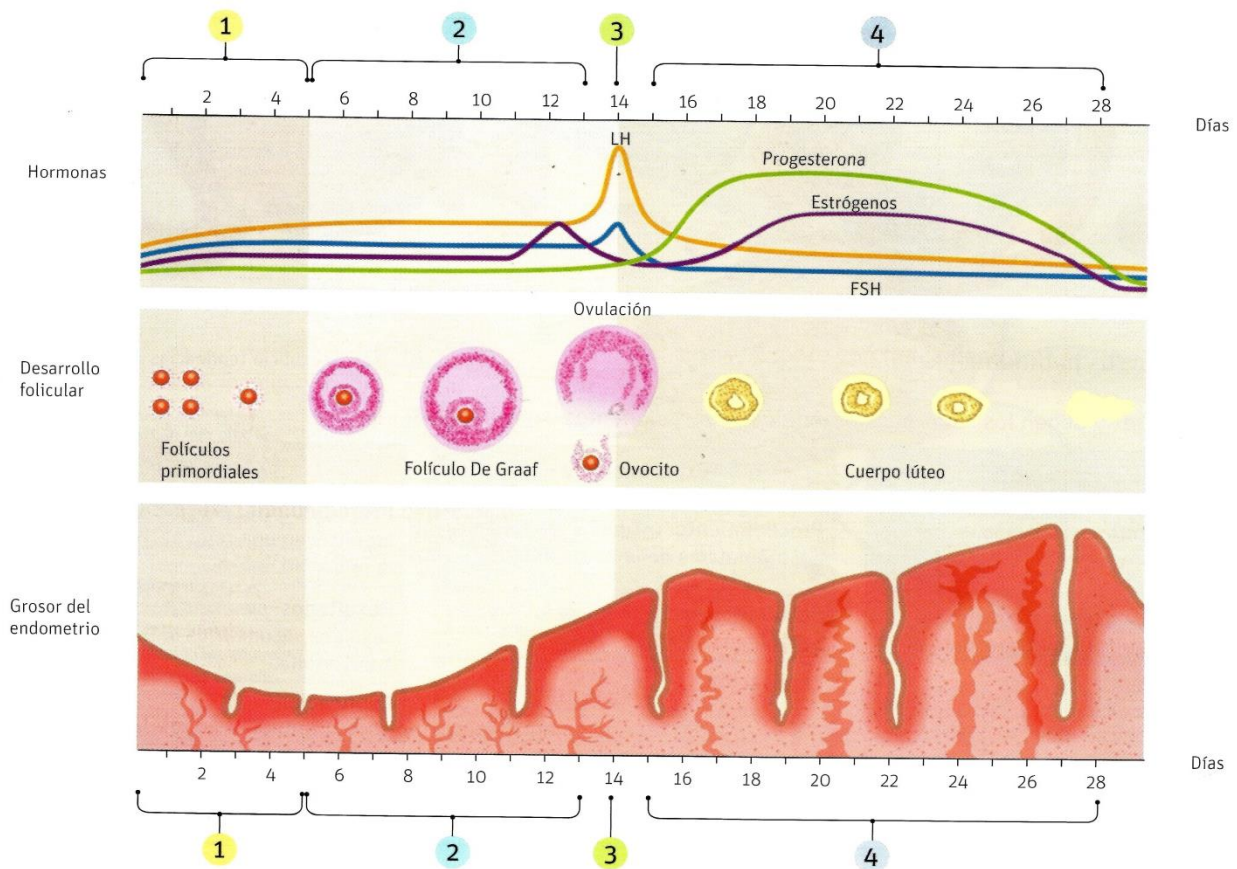 1 2 3 4
2 4 6 8 10 12 14 16 18 20 22 24 26 28
Días
Hormonas
LH
Progesterona
Estrógenos
FSH
Desarrollo
folicular
Ovulación
Folículos
primordiales
Folículo De Graaf
Ovocito
Cuerpo lúteo
Grosor del
endometrio
2 4 6 8 10 12 14 16 18 20 22 24 26 28
Días
1 2 3 4